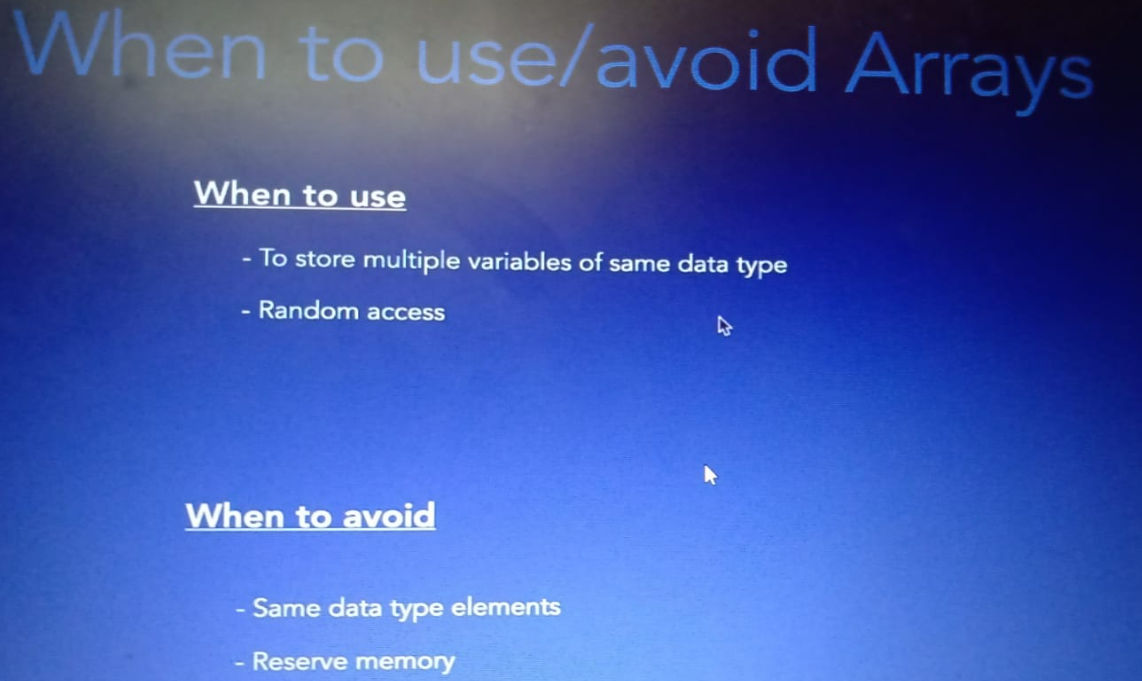 When to use/avoid Arrays
When to use
- To store multiple variables of same data type
- Random access
When to avoid
- Same data type elements
- Reserve memory